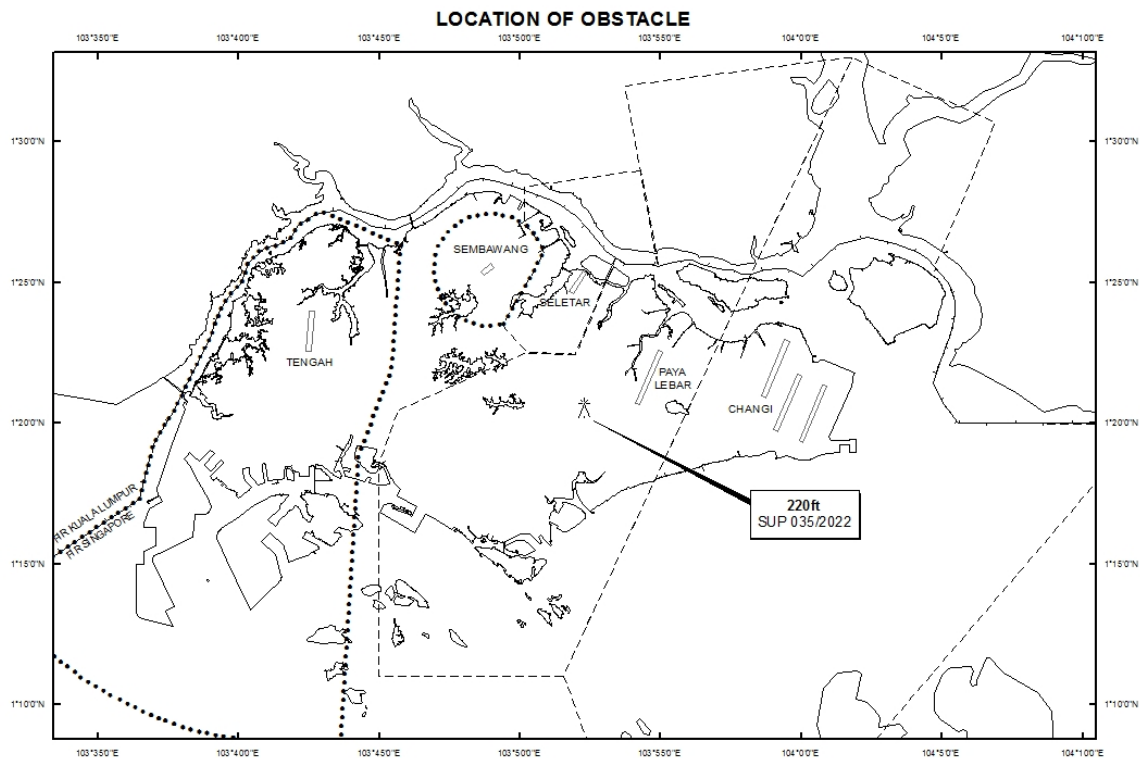 LOCATION OF OBSTACLE
103°35'0"E 103°40'0"E 103°45'0"E 103°50'0"E 103°55'0"E 104°0'0"E 104°5'0"E 104°10'0"E
1°30'0"N 1°30'0"N
SEMBAWANG
1°25'0"N 1°25'0"N
SELETAR
TENGAH
PAYA
LEBAR
CHANGI
1°20'0"N 1°20'0"N
FIR KUALA LUMPUR
FIR SINGAPORE
220ft
SUP 035/2022
1°15'0"N 1°15'0"N
1°10'0"N 1°10'0"N
103°35'0"E 103°40'0"E 103°45'0"E 103°50'0"E 103°55'0"E 104°0'0"E 104°5'0"E 104°10'0"E